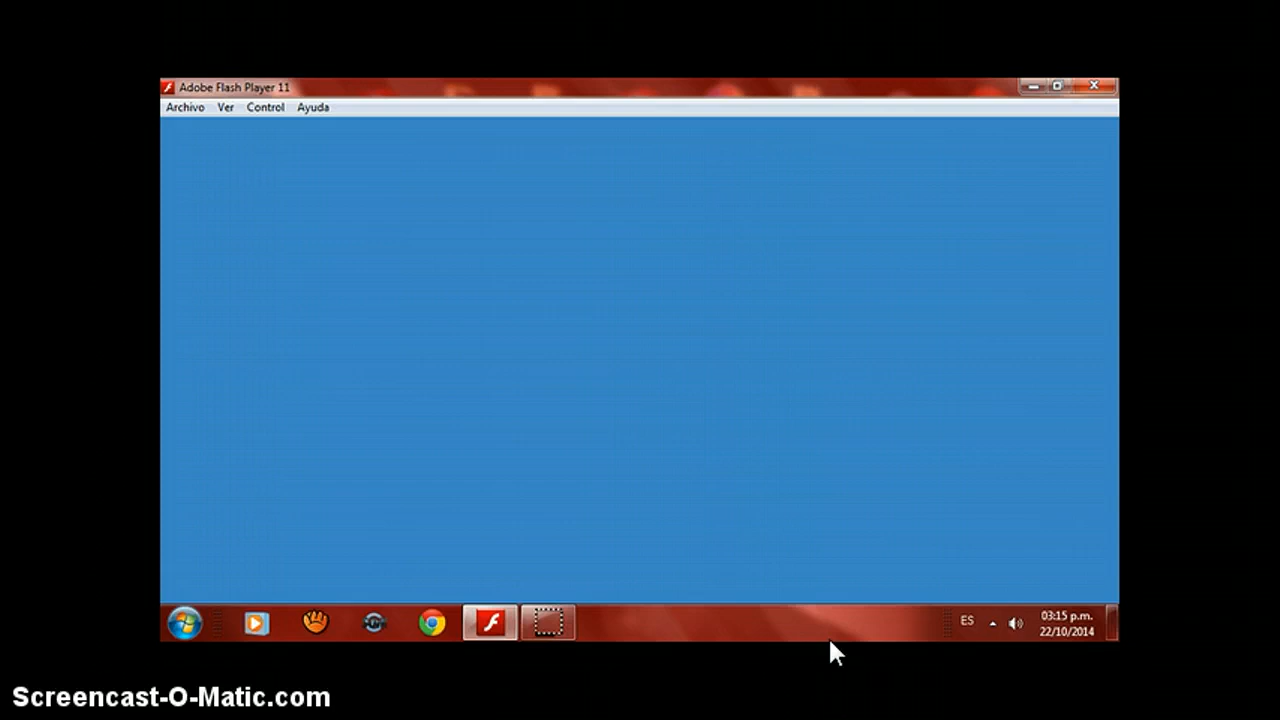 Adobe Flash Player 11
Archivo Ver Control Ayuda
ES
03:15 p.m.
22/10/2014
Screencast-O-Matic.com